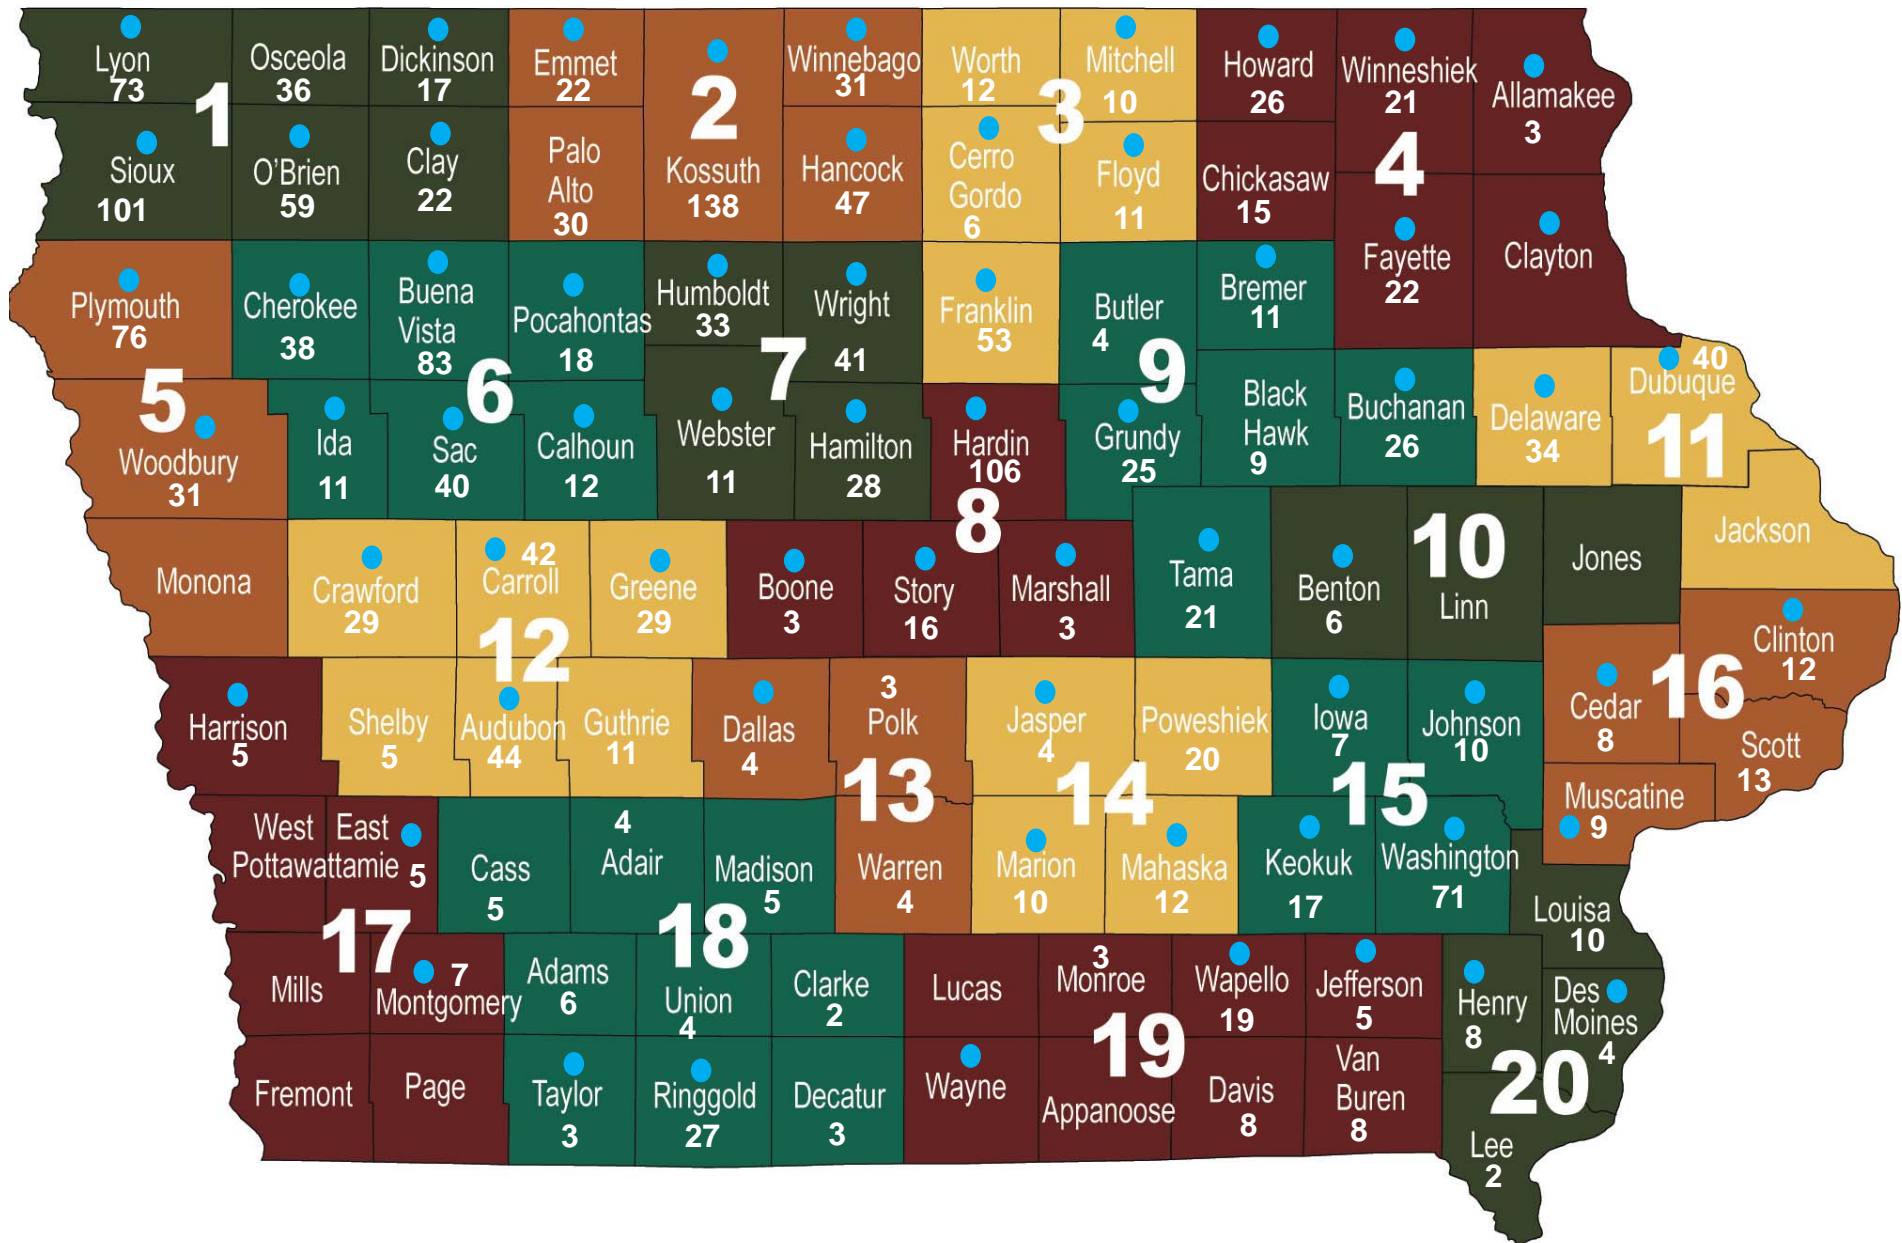 Lyon
73
Osceola
36
Dickinson
17
Emmet
22
2
Kossuth
138
Winnebago
31
Worth
12
3
Mitchell
10
Howard
26
Winneshiek
21
Allamakee
3
1
Sioux
101
O'Brien
59
Clay
22
Palo
Alto
30
Hancock
47
Cerro
Gordo
6
Floyd
11
Chickasaw
15
4
Fayette
22
Clayton
Plymouth
76
Cherokee
38
Buena
Vista
83
Pocahontas
18
Humboldt
33
Wright
41
Franklin
53
Butler
4
Bremer
11
5
6
7
9
Woodbury
31
Ida
11
Sac
40
Calhoun
12
Webster
11
Hamilton
28
Hardin
106
8
Grundy
25
Black
Hawk
9
Buchanan
26
Delaware
34
40
Dubuque
11
Monona
Crawford
29
42
Carroll
12
Greene
29
Boone
3
Story
16
Marshall
3
Tama
21
Benton
6
10
Linn
Jones
Jackson
Clinton
12
Harrison
5
Shelby
5
Audubon
44
Guthrie
11
Dallas
4
3
Polk
13
Jasper
4
14
Poweshiek
20
Iowa
7
15
Johnson
10
Cedar
8
16
Scott
13
Muscatine
9
West
East
Pottawattamie
5
17
Cass
5
4
Adair
Madison
5
18
Warren
4
Marion
10
Mahaska
12
Keokuk
17
Washington
71
Louisa
10
Mills
7
Montgomery
Adams
6
Union
4
Clarke
2
Lucas
3
Monroe
19
Wapello
19
Jefferson
5
Henry
8
Des
Moines
4
20
Fremont
Page
Taylor
3
Ringgold
27
Decatur
3
Wayne
Appanoose
Davis
8
Van
Buren
8
Lee
2